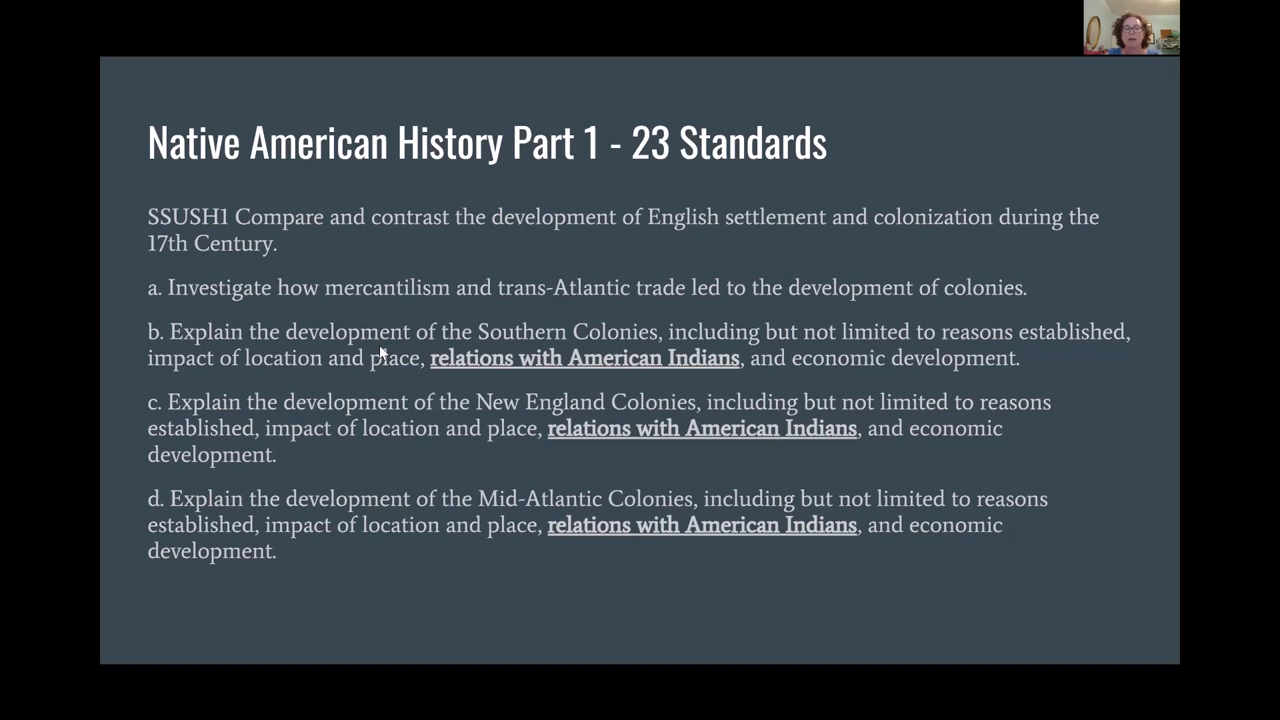 Native American History Part 1 - 23 Standards
SSUSH1 Compare and contrast the development of English settlement and colonization during the
17th Century.
a. Investigate how mercantilism and trans-Atlantic trade led to the development of colonies.
b. Explain the development of the Southern Colonies, including but not limited to reasons established,
impact of location and place, relations with American Indians, and economic development.
c. Explain the development of the New England Colonies, including but not limited to reasons
established, impact of location and place, relations with American Indians, and economic
development.
d. Explain the development of the Mid-Atlantic Colonies, including but not limited to reasons
established, impact of location and place, relations with American Indians, and economic
development.